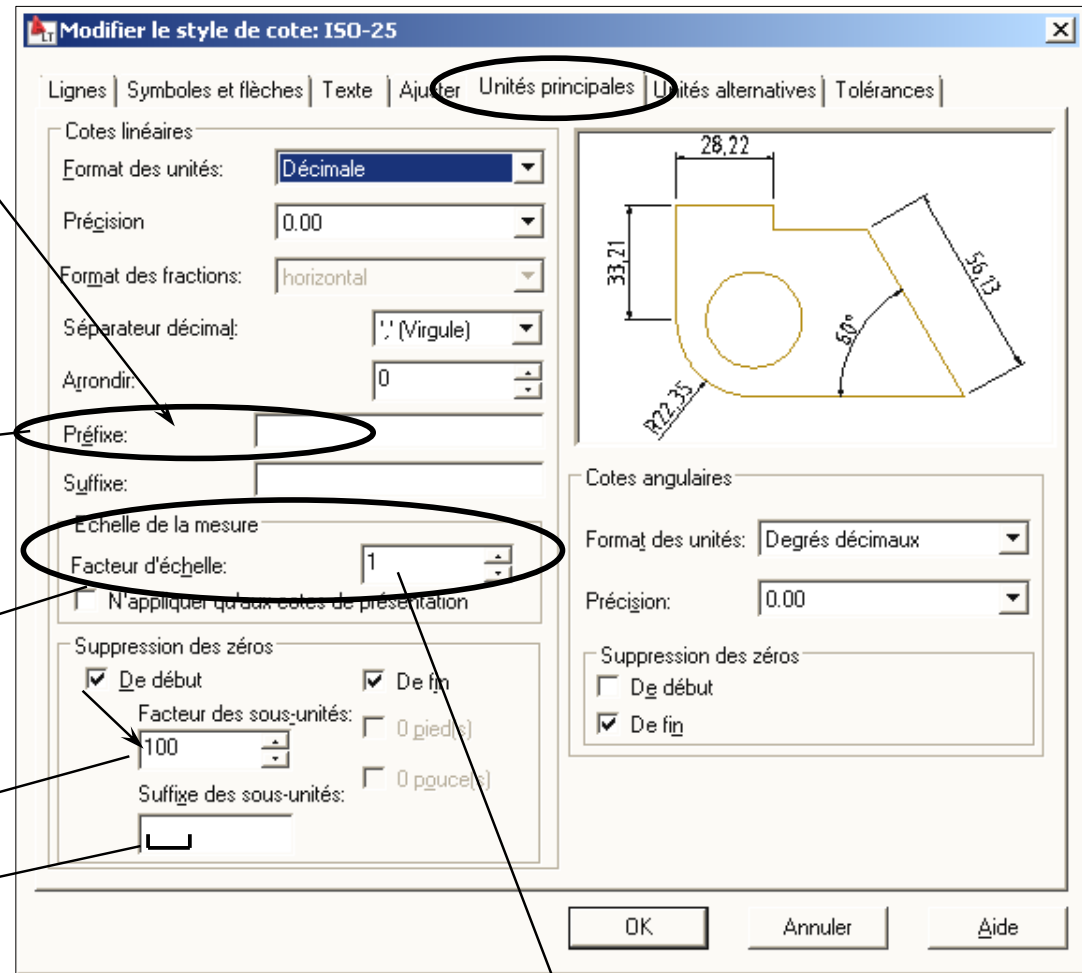 LT Modifier le style de cote: ISO-25
Lignes Symboles et flèches Texte Ajuster Unités principales Unités alternatives Tolérances
Cotes linéaires
Format des unités: Décimale
Précision 0.00
Format des fractions: horizontal
Séparateur décimal: ',' (Virgule)
Arrondir: 0
Préfixe:
Suffixe:
Echelle de la mesure
Facteur d'échelle: 1
N'appliquer qu'aux cotes de présentation
Suppression des zéros
De début De fin
Facteur des sous-unités: 0 pied(s)
100
0 pouce(s)
Suffixe des sous-unités:
28,22
33,21
56,13
60°
R22,35
Cotes angulaires
Format des unités: Degrés décimaux
Précision: 0.00
Suppression des zéros
De début
De fin
OK Annuler Aide